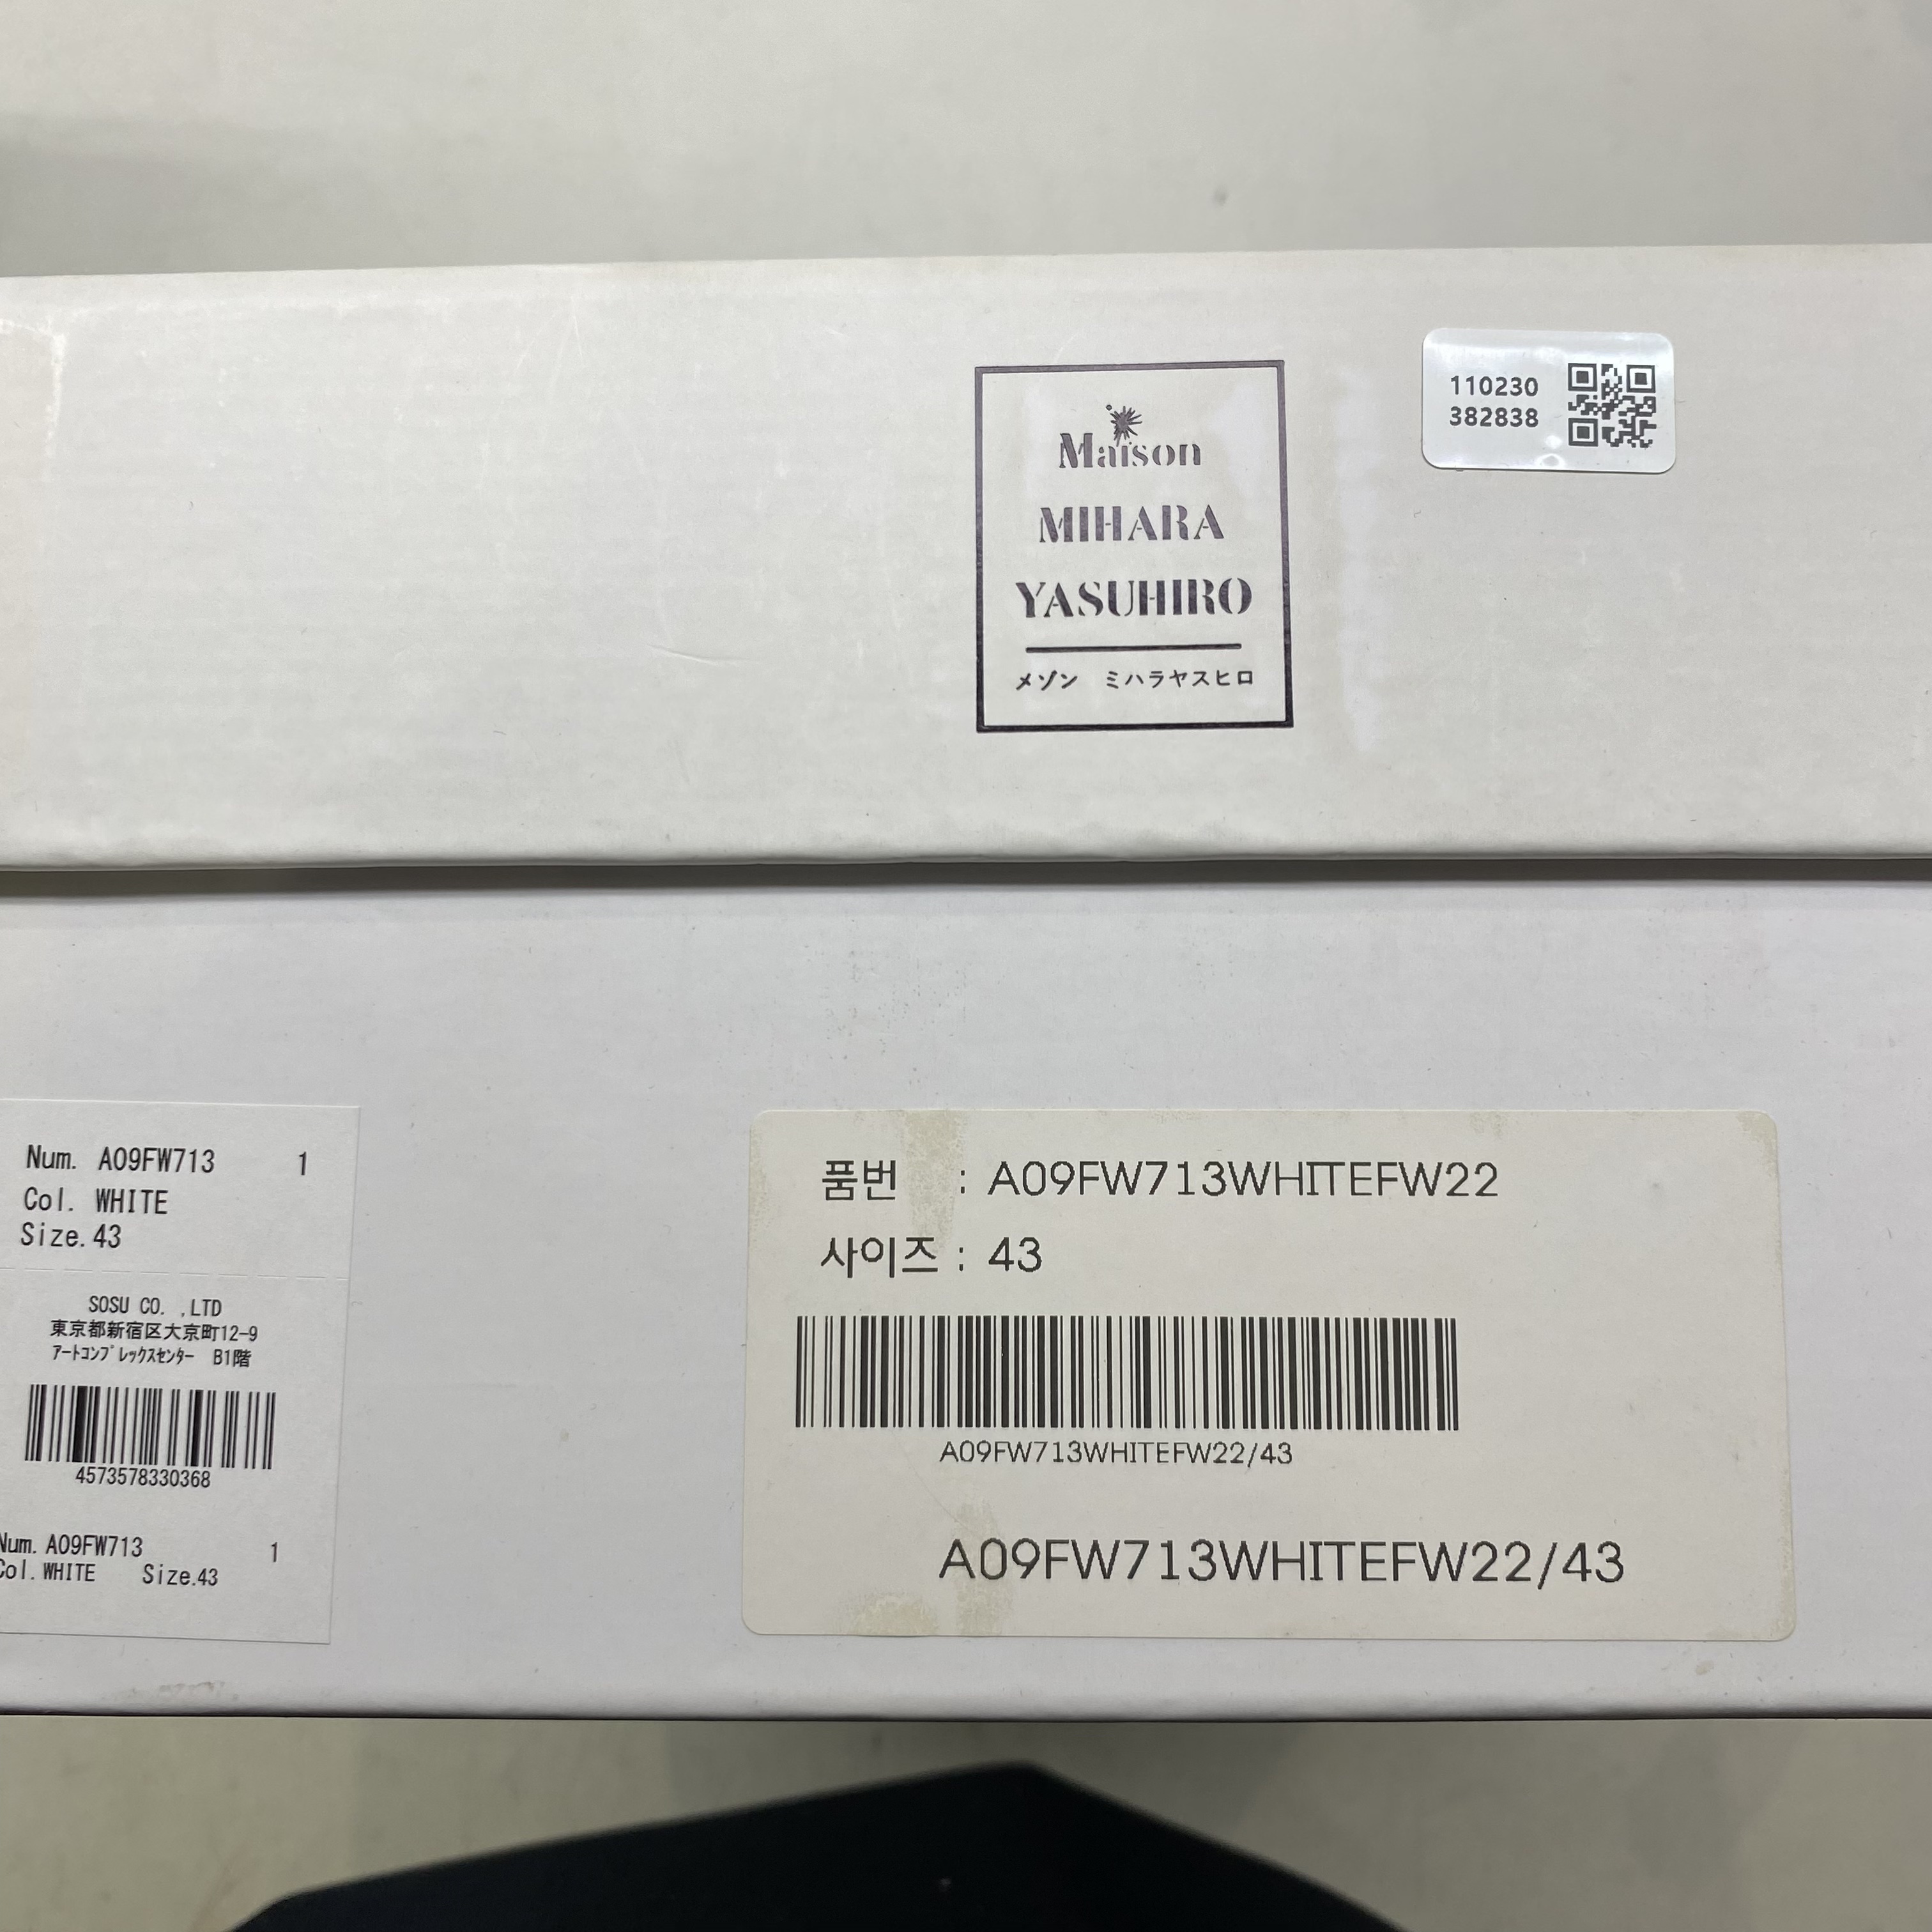 Maison
MIHARA
YASUHIRO
メゾン ミハラヤスヒロ
110230
382838
Num. A09FW713 1
Col. WHITE
Size.43
SOSU CO. ,LTD
東京都新宿区大京町12-9
ｱｰﾄｺﾝﾌﾟﾚｯｸｽｾﾝﾀｰ B1階
4573578330368
Num. A09FW713 1
Col. WHITE Size.43
품번 : A09FW713WHITEFW22
사이즈 : 43
A09FW713WHITEFW22/43
A09FW713WHITEFW22/43